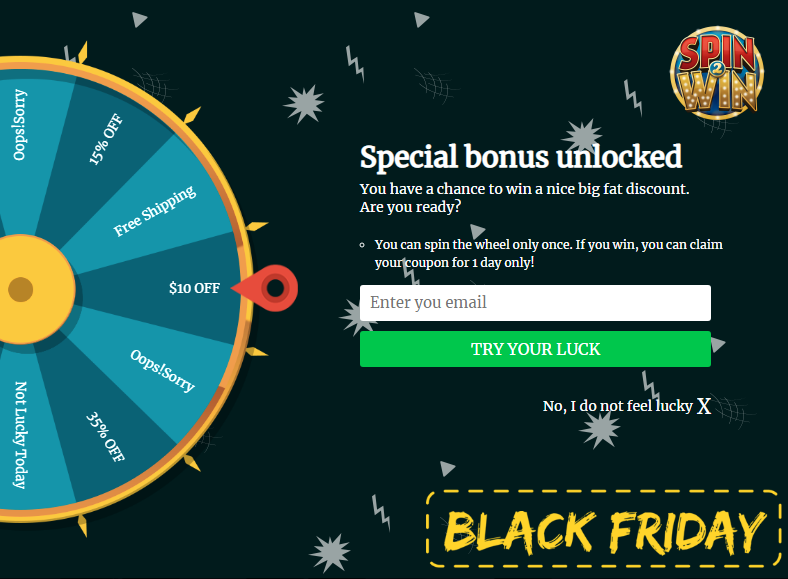 SPIN
2
WIN
Oops!Sorry
15% OFF
Free Shipping
$10 OFF
Oops!Sorry
35% OFF
Not Lucky Today
Special bonus unlocked
You have a chance to win a nice big fat discount.
Are you ready?
You can spin the wheel only once. If you win, you can claim
your coupon for 1 day only!
Enter you email
TRY YOUR LUCK
No, I do not feel lucky X
BLACK FRIDAY